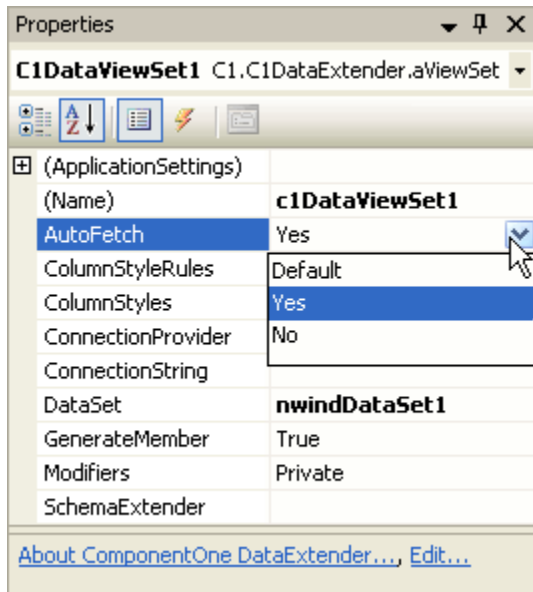 Properties
C1DataViewSet1 C1.C1DataExtender.aViewSet
(ApplicationSettings)
(Name) c1DataViewSet1
AutoFetch Yes
ColumnStyleRules Default
ColumnStyles Yes
ConnectionProvider No
ConnectionString
DataSet nwindDataSet1
GenerateMember True
Modifiers Private
SchemaExtender
About ComponentOne DataExtender..., Edit...